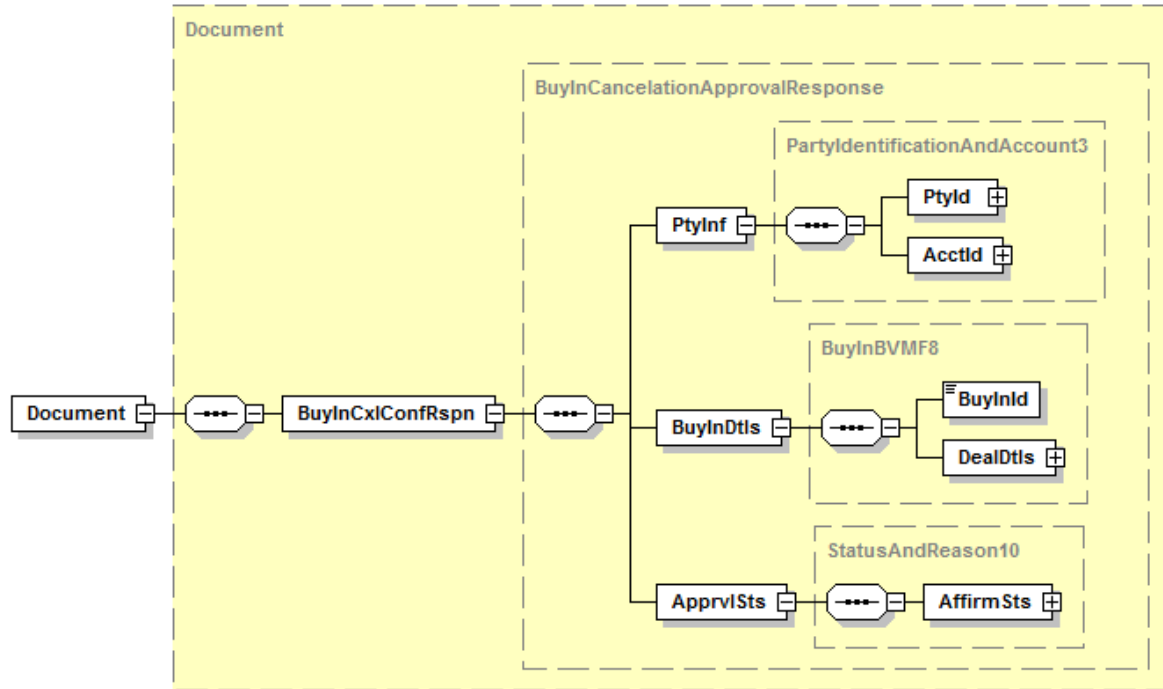 Document
BuyInCancelationApprovalResponse
PartyIdentificationAndAccount3
PtyId
PtyInf
AcctId
BuyInBVMF8
BuyInId
Document
BuyInCxlConfRspn
BuyInDtls
DealDtls
StatusAndReason10
ApprvlSts
AffirmSts